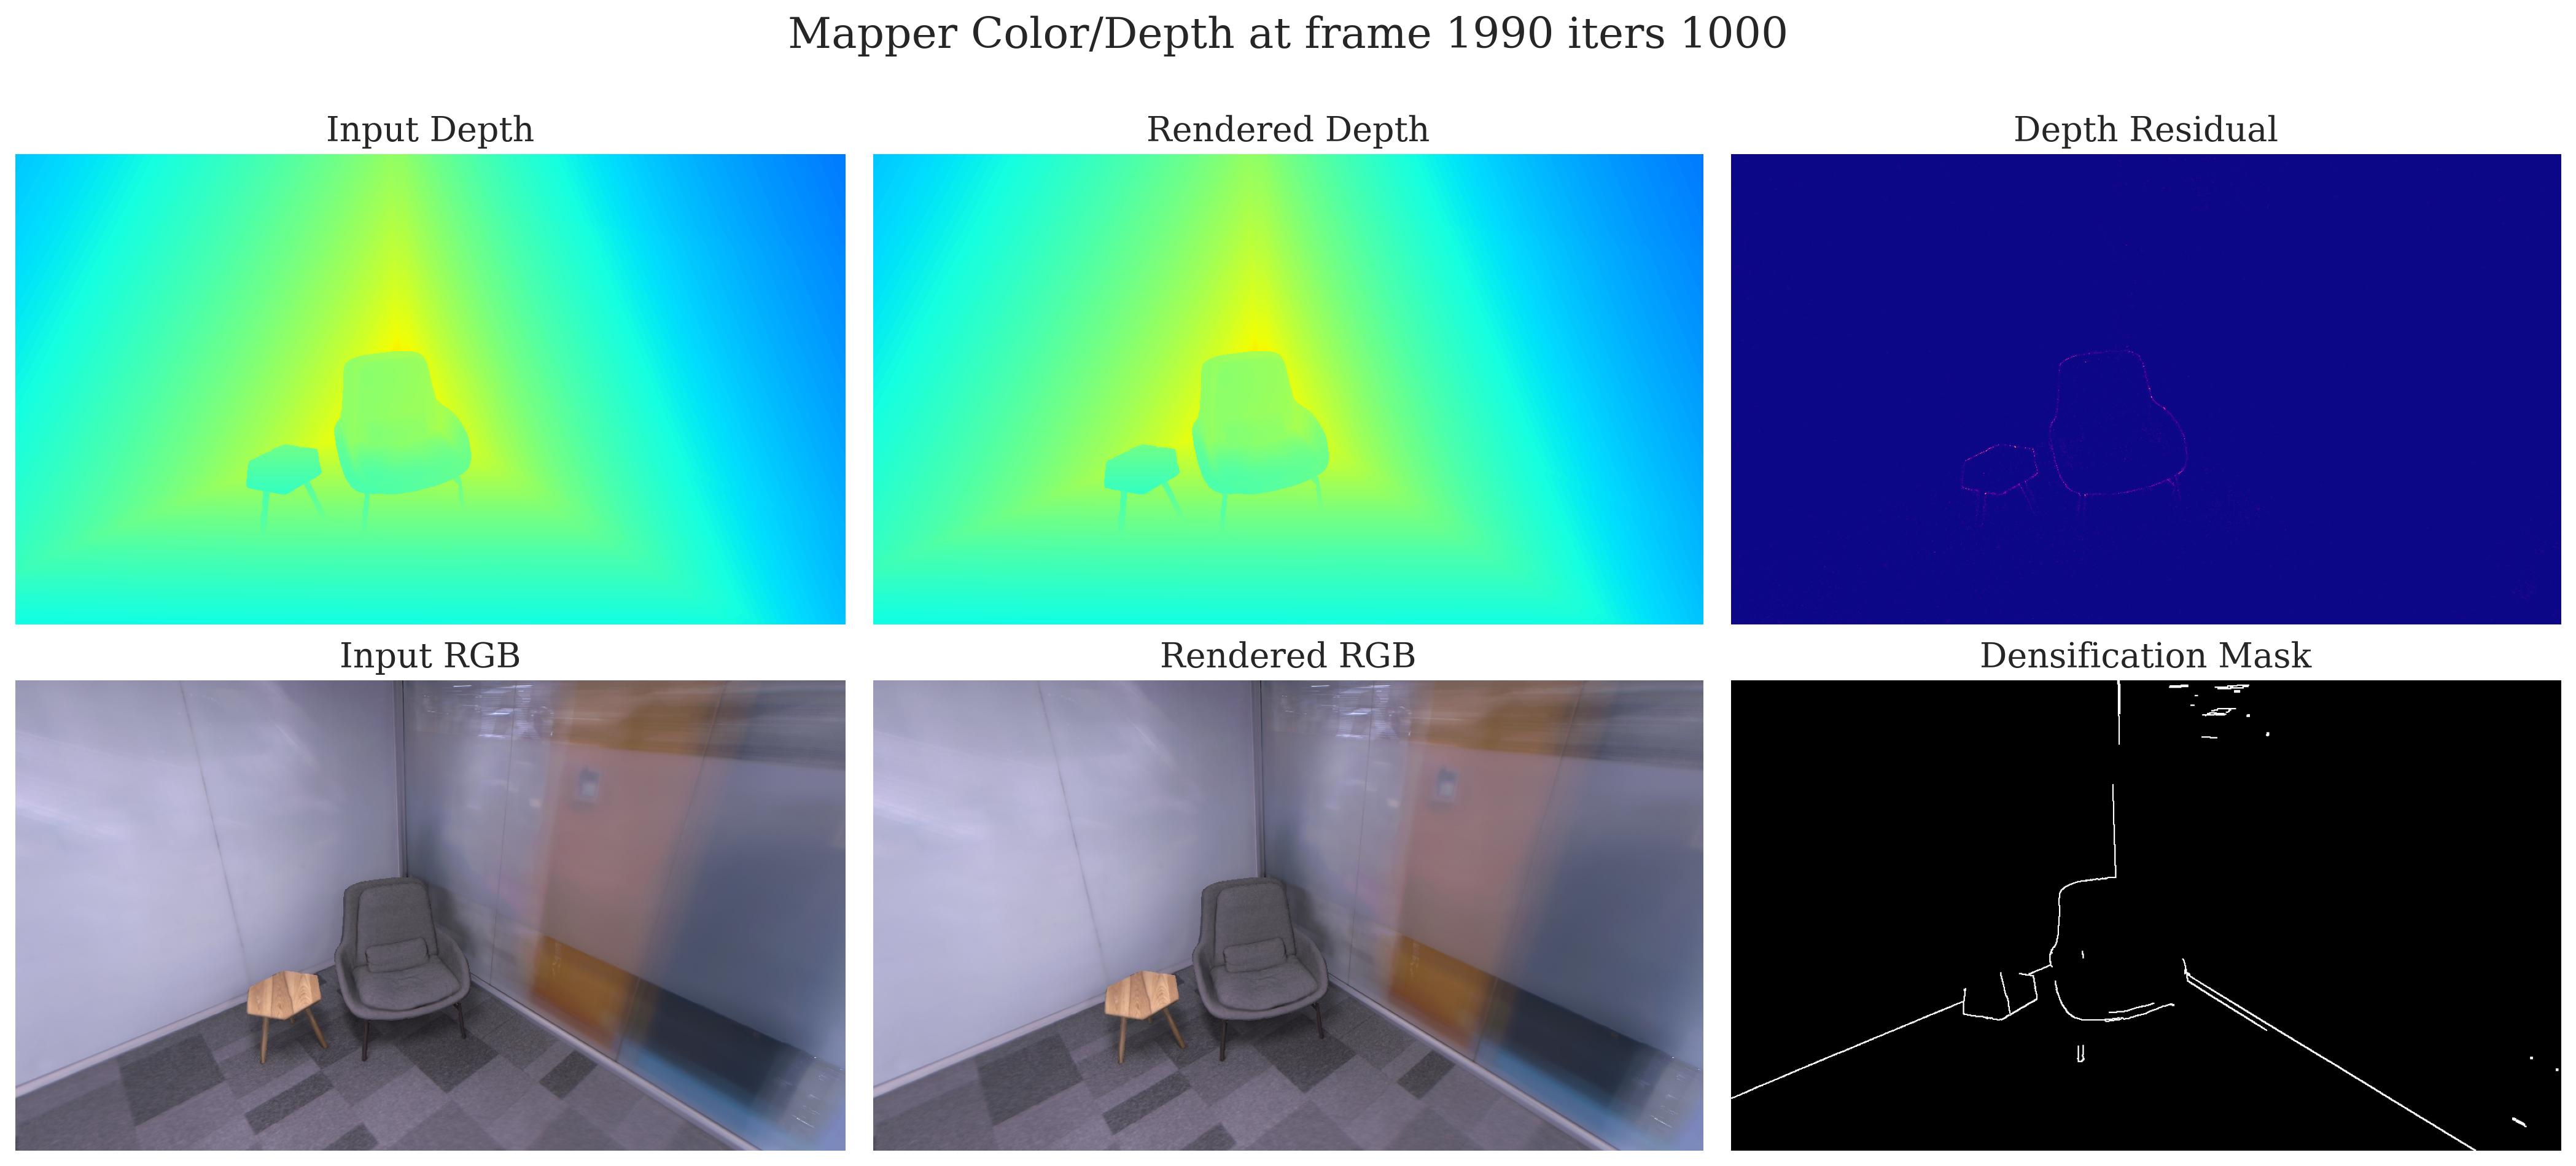 Mapper Color/Depth at frame 1990 iters 1000
Input Depth
Rendered Depth
Depth Residual
Input RGB
Rendered RGB
Densification Mask